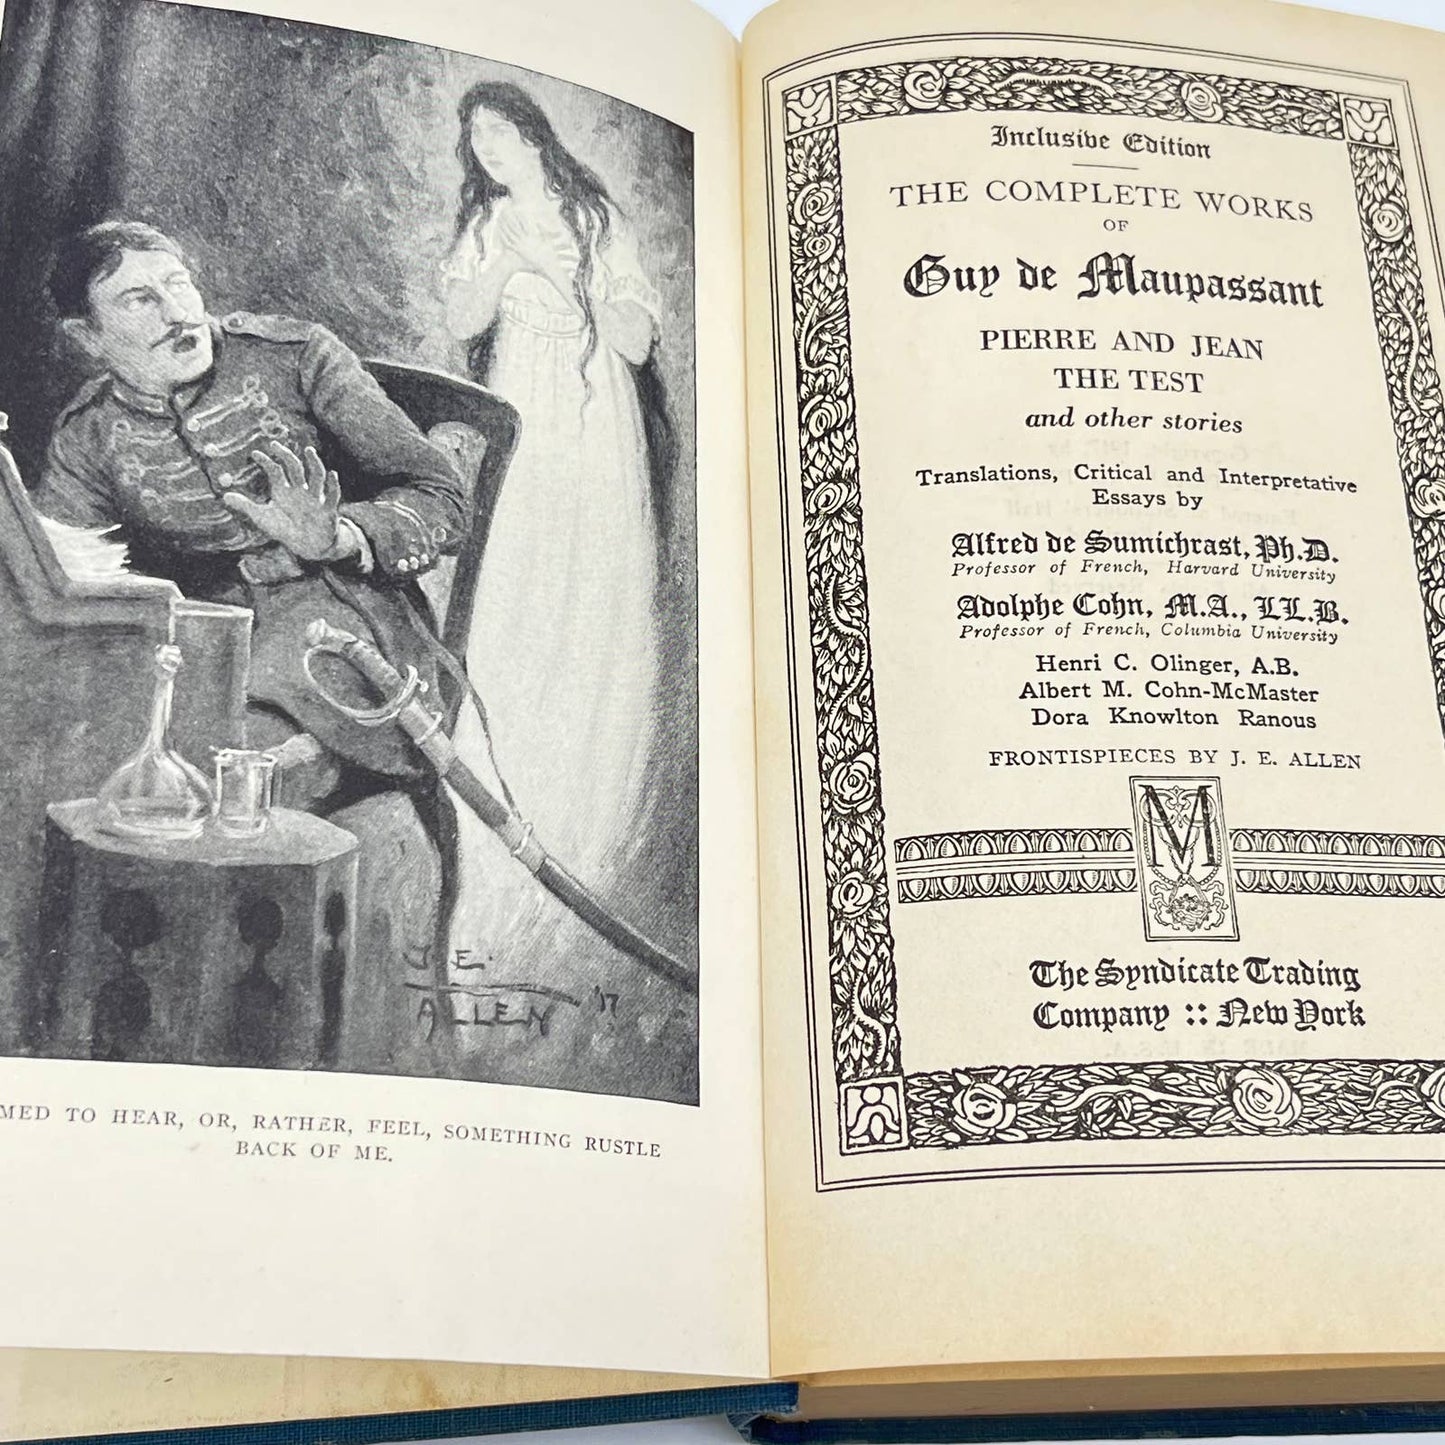 J. E.
ALLEN '17
MED TO HEAR, OR, RATHER, FEEL, SOMETHING RUSTLE
BACK OF ME.
Inclusive Edition
THE COMPLETE WORKS
OF
Guy de Maupassant
PIERRE AND JEAN
THE TEST
and other stories
Translations, Critical and Interpretative
Essays by
Alfred de Sumichrast, Ph.D.
Professor of French, Harvard University
Adolphe Cohn, M.A., LL.B.
Professor of French, Columbia University
Henri C. Olinger, A.B.
Albert M. Cohn-McMaster
Dora Knowlton Ranous
FRONTISPIECES BY J. E. ALLEN
M
The Syndicate Trading
Company :: New York